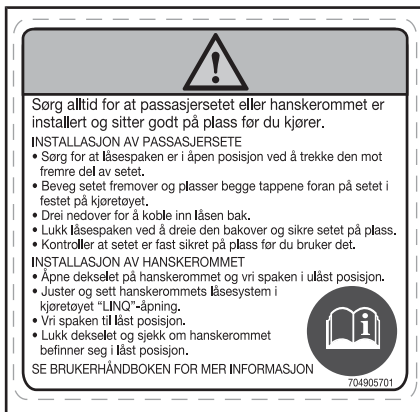 Sørg alltid for at passasjersetet eller hanskerommet er
installert og sitter godt på plass før du kjører.
INSTALLASJON AV PASSASJERSETE
• Sørg for at låsespaken er i åpen posisjon ved å trekke den mot
fremre del av setet.
• Beveg setet fremover og plasser begge tappene foran på setet i
festet på kjøretøyet.
• Drei nedover for å koble inn låsen bak.
• Lukk låsespaken ved å dreie den bakover og sikre setet på plass.
• Kontroller at setet er fast sikret på plass før du bruker det.
INSTALLASJON AV HANSKEROMMET
• Åpne dekselet på hanskerommet og vri spaken i ulåst posisjon.
• Juster og sett hanskerommets låsesystem i
kjøretøyet "LINQ"-åpning.
• Vri spaken til låst posisjon.
• Lukk dekselet og sjekk om hanskerommet
befinner seg i låst posisjon.
SE BRUKERHÅNDBOKEN FOR MER INFORMASJON
704905701